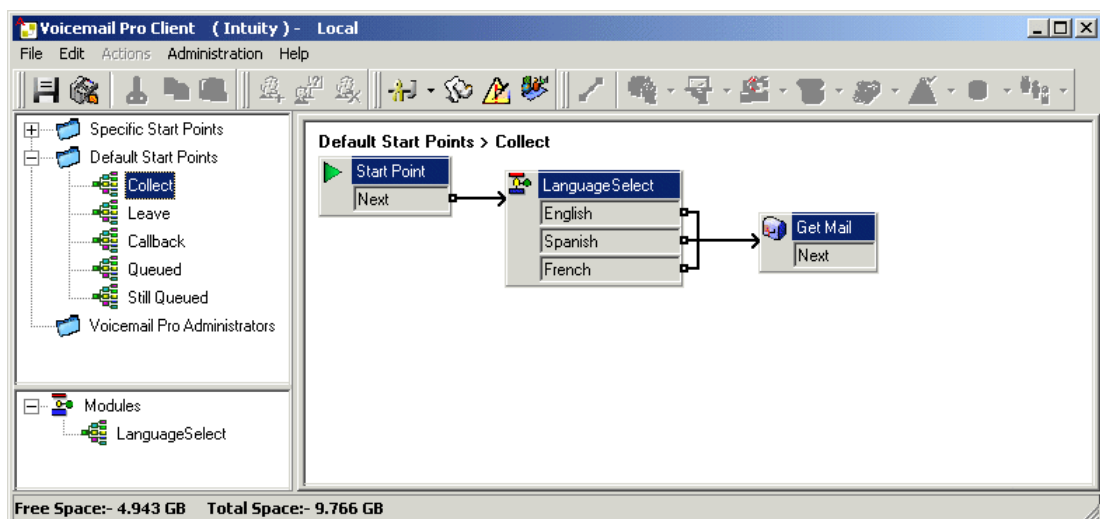 Voicemail Pro Client ( Intuity ) - Local
File Edit Actions Administration Help
Specific Start Points
Default Start Points
Collect
Leave
Callback
Queued
Still Queued
Voicemail Pro Administrators
Modules
LanguageSelect
Default Start Points > Collect
Start Point
Next
LanguageSelect
English
Spanish
French
Get Mail
Next
Free Space:- 4.943 GB Total Space:- 9.766 GB